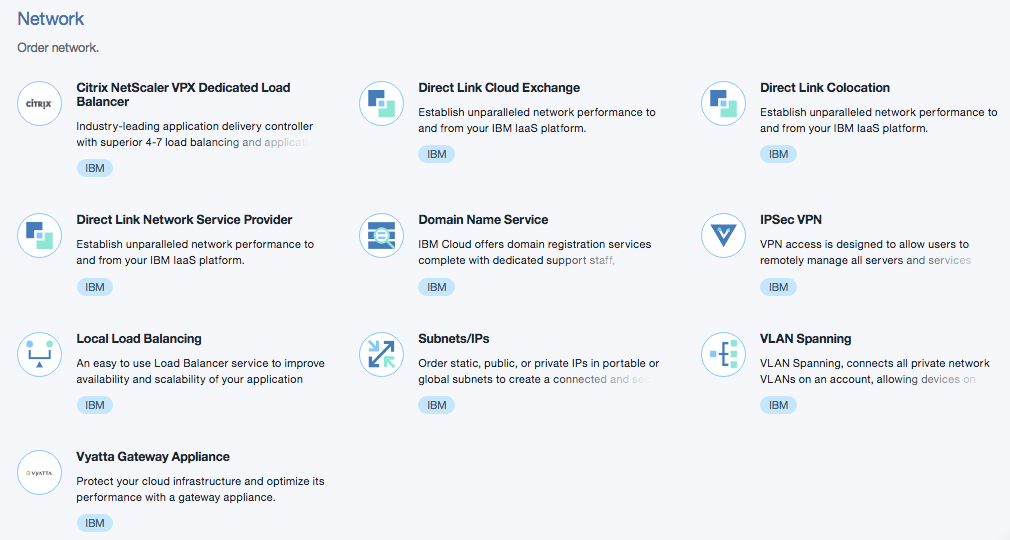 Network
Order network.
CITRIX
Citrix NetScaler VPX Dedicated Load
Balancer
Industry-leading application delivery controller
with superior 4-7 load balancing and
IBM
Direct Link Cloud Exchange
Establish unparalleled network performance to
and from your IBM IaaS platform.
IBM
Direct Link Colocation
Establish unparalleled network performance to
and from your IBM IaaS platform.
IBM
Direct Link Network Service Provider
Establish unparalleled network performance to
and from your IBM IaaS platform.
IBM
Domain Name Service
IBM Cloud offers domain registration services
complete with dedicated support staff,
IBM
IPSec VPN
VPN access is designed to allow users to
remotely manage all servers and services
IBM
Local Load Balancing
An easy to use Load Balancer service to improve
availability and scalability of your application
IBM
Subnets/IPs
Order static, public, or private IPs in portable or
global subnets to create a connected and
IBM
VLAN Spanning
VLAN Spanning, connects all private network
VLANs on an account, allowing devices on
IBM
VYATTA
Vyatta Gateway Appliance
Protect your cloud infrastructure and optimize its
performance with a gateway appliance.
IBM